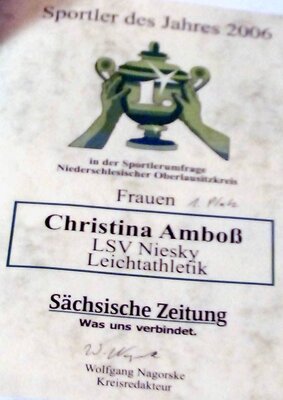 Sportler des Jahres 2006
1.
in der Sportlerumfrage
Niederschlesischer Oberlausitzkreis
Frauen 1. Platz
Christina Amboß
LSV Niesky
Leichtathletik
Sächsische Zeitung
Was uns verbindet.
Wolfgang Nagorske
Kreisredakteur